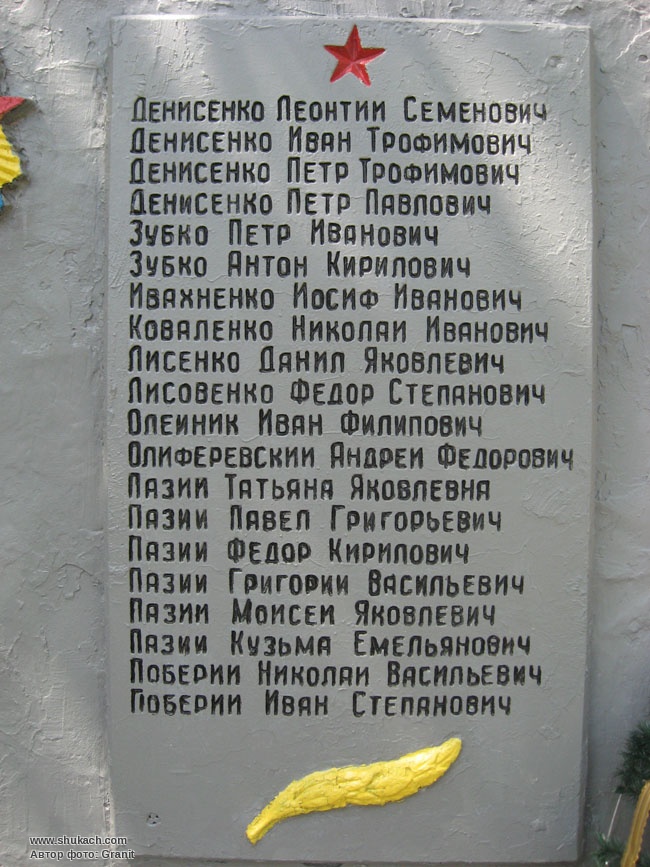 Денисенко Леонтии Семенович
Денисенко Иван Трофимович
Денисенко Петр Трофимович
Денисенко Петр Павлович
Зубко Петр Иванович
Зубко Антон Кирилович
Ивахненко Иосиф Иванович
Коваленко Николаи Иванович
Лисенко Данил Яковлевич
Лисовенко Федор Степанович
Олеиник Иван Филипович
Олиферевскии Андреи Федорович
Пазии Татьяна Яковлевна
Пазии Павел Григорьевич
Пазии Федор Кирилович
Пазии Григории Васильевич
Пазии Моисеи Яковлевич
Пазии Кузьма Емельянович
Поберии Николаи Васильевич
Поберии Иван Степанович
www.shukach.com
Автор фото: Granit